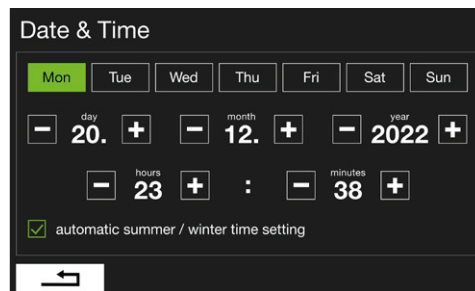 Date & Time
Mon Tue Wed Thu Fri Sat Sun
day month year
− 20. + − 12. + − 2022 +
hours minutes
− 23 + : − 38 +
automatic summer / winter time setting